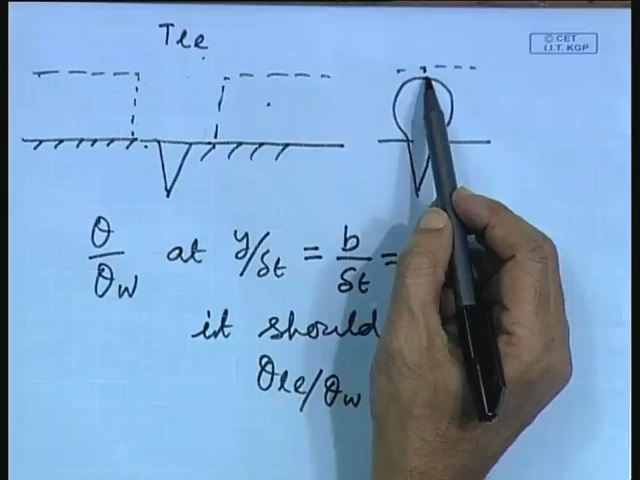 Tle
© CET
I.I.T. KGP
θ/θw at y/δt = b/δt =
it should
θle/θw